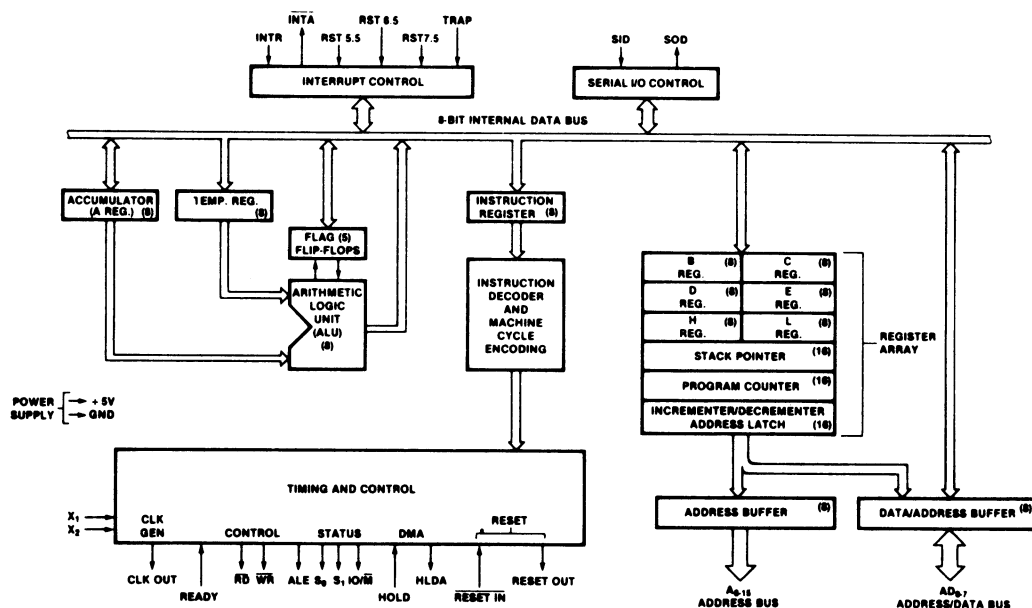 INTR
INTA
RST 5.5
RST 6.5
RST7.5
TRAP
INTERRUPT CONTROL
SID
SOD
SERIAL I/O CONTROL
8-BIT INTERNAL DATA BUS
ACCUMULATOR
(A REG.) (8)
TEMP. REG.
(8)
FLAG (5)
FLIP-FLOPS
ARITHMETIC
LOGIC
UNIT
(ALU)
(8)
INSTRUCTION
REGISTER (8)
INSTRUCTION
DECODER
AND
MACHINE
CYCLE
ENCODING
B (8)
REG.
C (8)
REG.
D (8)
REG.
E (8)
REG.
H (8)
REG.
L (8)
REG.
STACK POINTER (16)
PROGRAM COUNTER (16)
INCREMENTER/DECREMENTER
ADDRESS LATCH (16)
REGISTER
ARRAY
POWER
SUPPLY
+ 5V
GND
TIMING AND CONTROL
X1
X2
CLK
GEN
CONTROL
STATUS
DMA
RESET
CLK OUT
READY
RD
WR
ALE
S0
S1
IO/M
HOLD
HLDA
RESET IN
RESET OUT
ADDRESS BUFFER (8)
DATA/ADDRESS BUFFER (8)
ADDRESS BUS
AD0-7
ADDRESS/DATA BUS